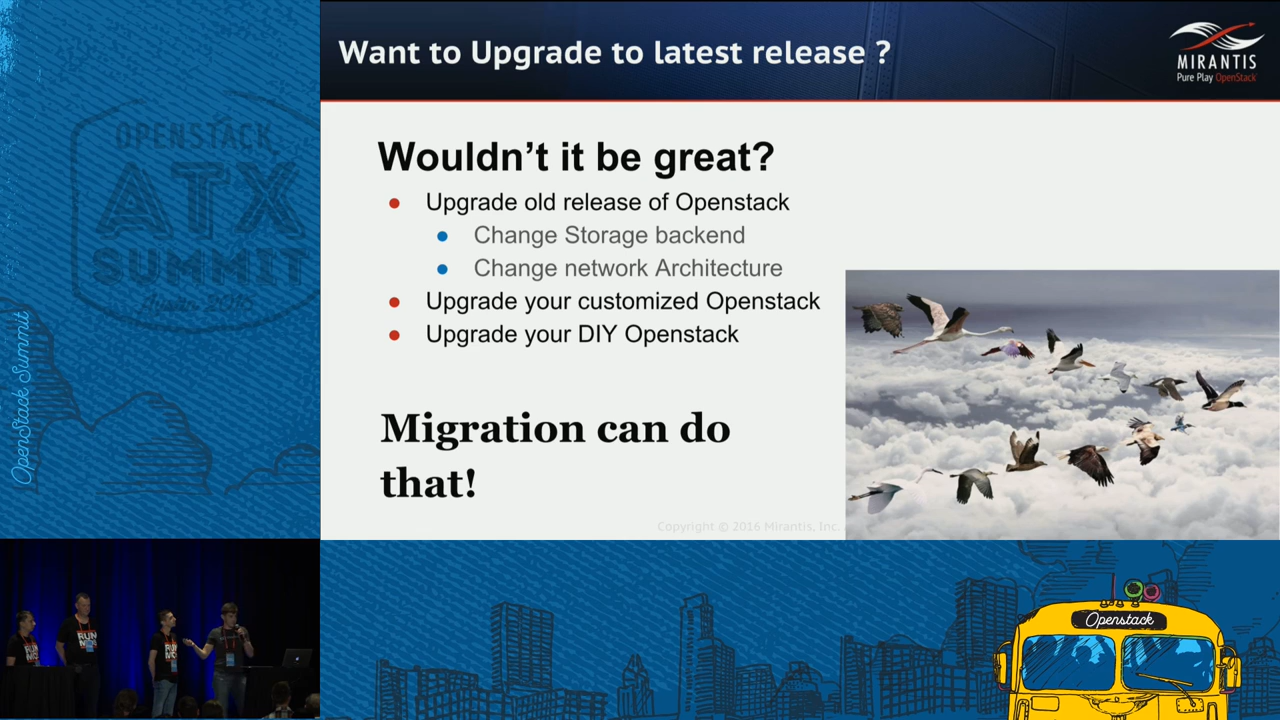 Want to Upgrade to latest release ?
MIRANTIS
Pure Play OpenStack
Wouldn't it be great?
Upgrade old release of Openstack
Change Storage backend
Change network Architecture
Upgrade your customized Openstack
Upgrade your DIY Openstack
Migration can do
that!
Copyright © 2016 Mirantis, Inc.
OPENSTACK
ATX
SUMMIT
OpenStack Summit
RUN
Openstack